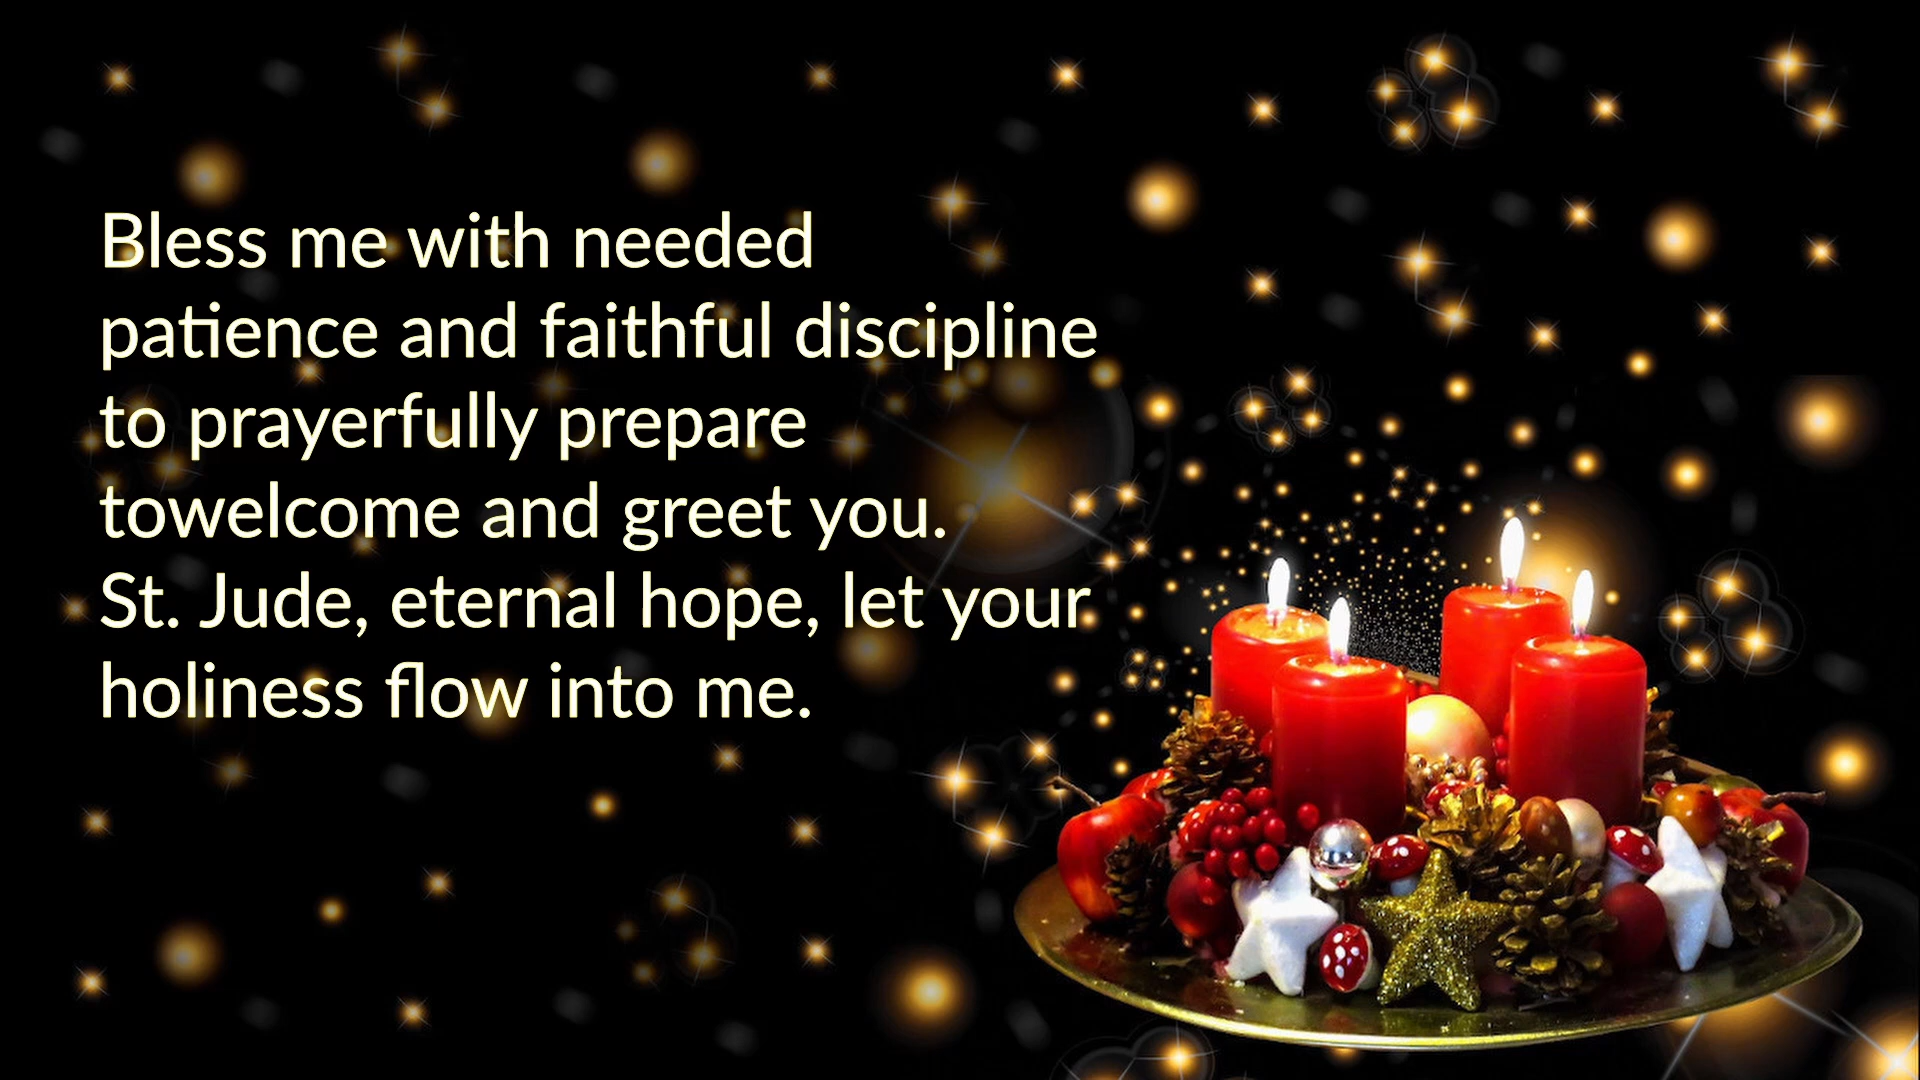 Bless me with needed
patience and faithful discipline
to prayerfully prepare
towelcome and greet you.
St. Jude, eternal hope, let your
holiness flow into me.